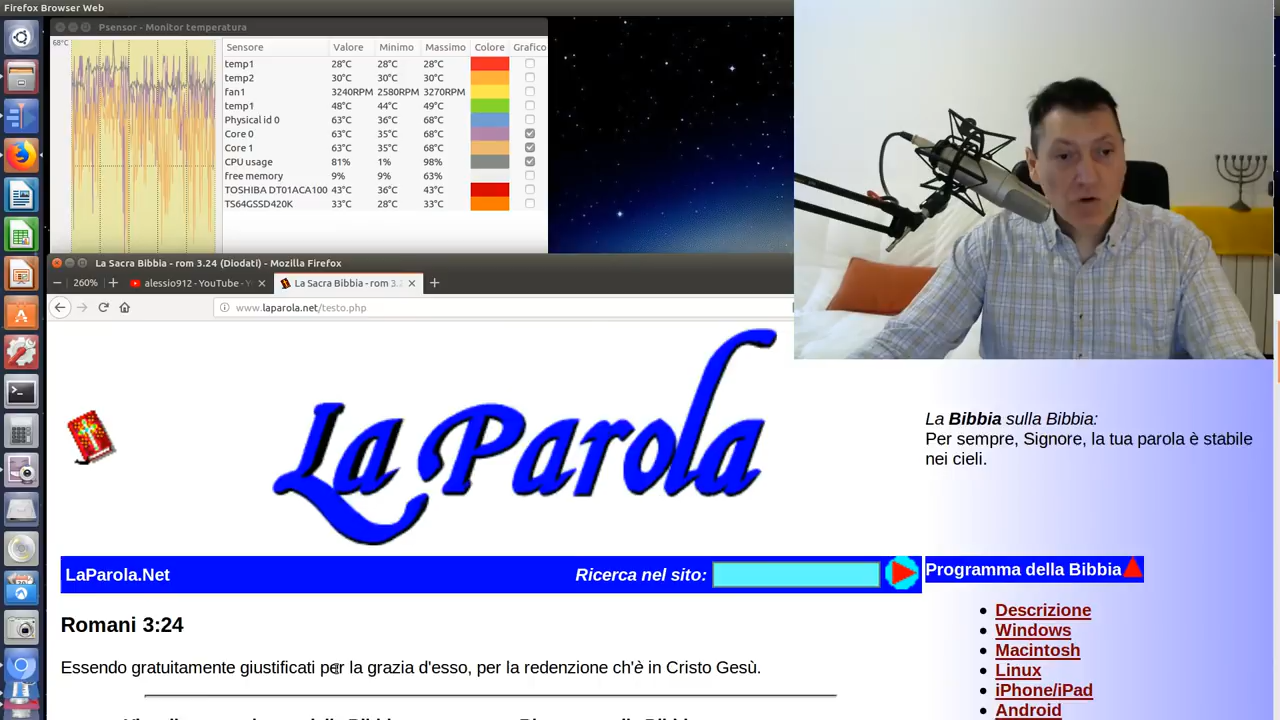 Firefox Browser Web
Psensor - Monitor temperatura
68°C
Sensore Valore Minimo Massimo Colore Grafico
temp1 28°C 28°C 28°C
temp2 30°C 30°C 30°C
fan1 3240RPM 2580RPM 3270RPM
temp1 48°C 44°C 49°C
Physical id 0 63°C 36°C 68°C
Core 0 63°C 35°C 68°C
Core 1 63°C 35°C 68°C
CPU usage 81% 1% 98%
free memory 9% 9% 63%
TOSHIBA DT01ACA100 43°C 36°C 43°C
TS64GSSD420K 33°C 28°C 33°C
La Sacra Bibbia - rom 3.24 (Diodati) - Mozilla Firefox
260% alessio912 - YouTube - La Sacra Bibbia - rom 3.
www.laparola.net/testo.php
La Parola
La Bibbia sulla Bibbia:
Per sempre, Signore, la tua parola è stabile
nei cieli.
LaParola.Net Ricerca nel sito:
Programma della Bibbia
Romani 3:24
Essendo gratuitamente giustificati per la grazia d'esso, per la redenzione ch'è in Cristo Gesù.
Descrizione
Windows
Macintosh
Linux
iPhone/iPad
Android